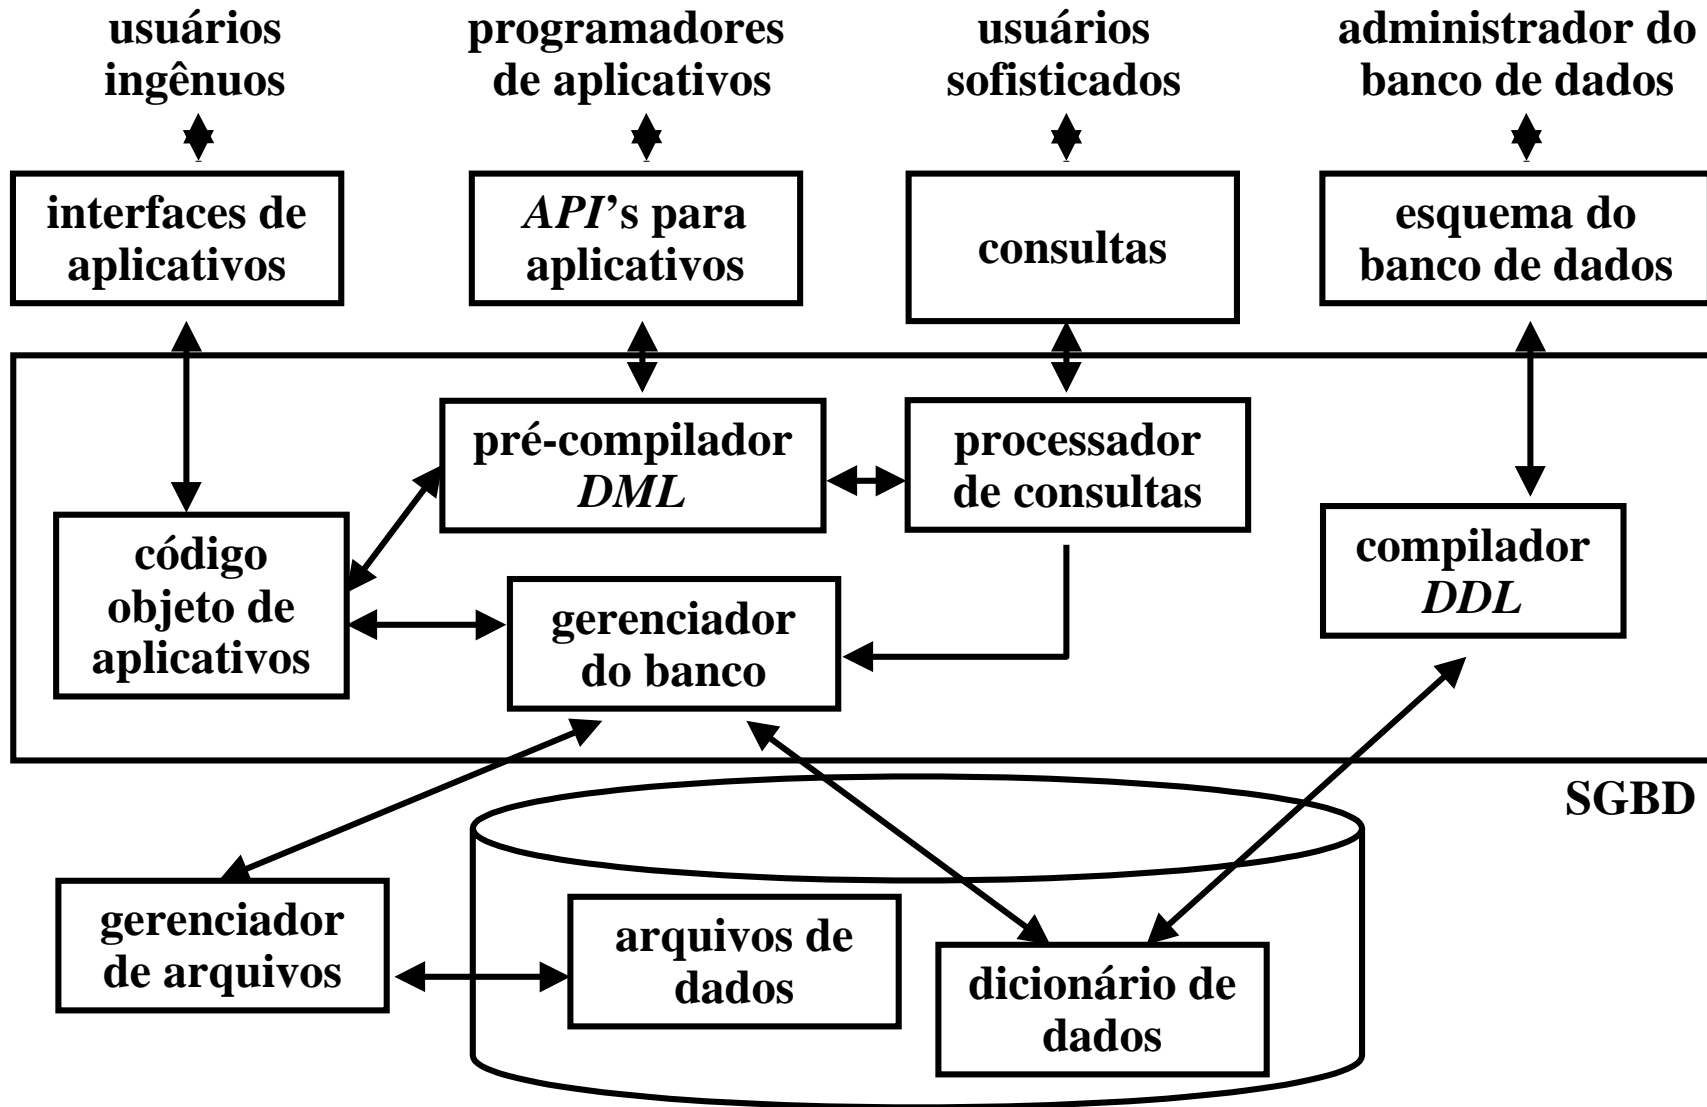 usuários
ingênuos
programadores
de aplicativos
usuários
sofisticados
administrador do
banco de dados
interfaces de
aplicativos
API's para
aplicativos
consultas
esquema do
banco de dados
pré-compilador
DML
processador
de consultas
código
objeto de
aplicativos
gerenciador
do banco
compilador
DDL
SGBD
gerenciador
de arquivos
arquivos de
dados
dicionário de
dados